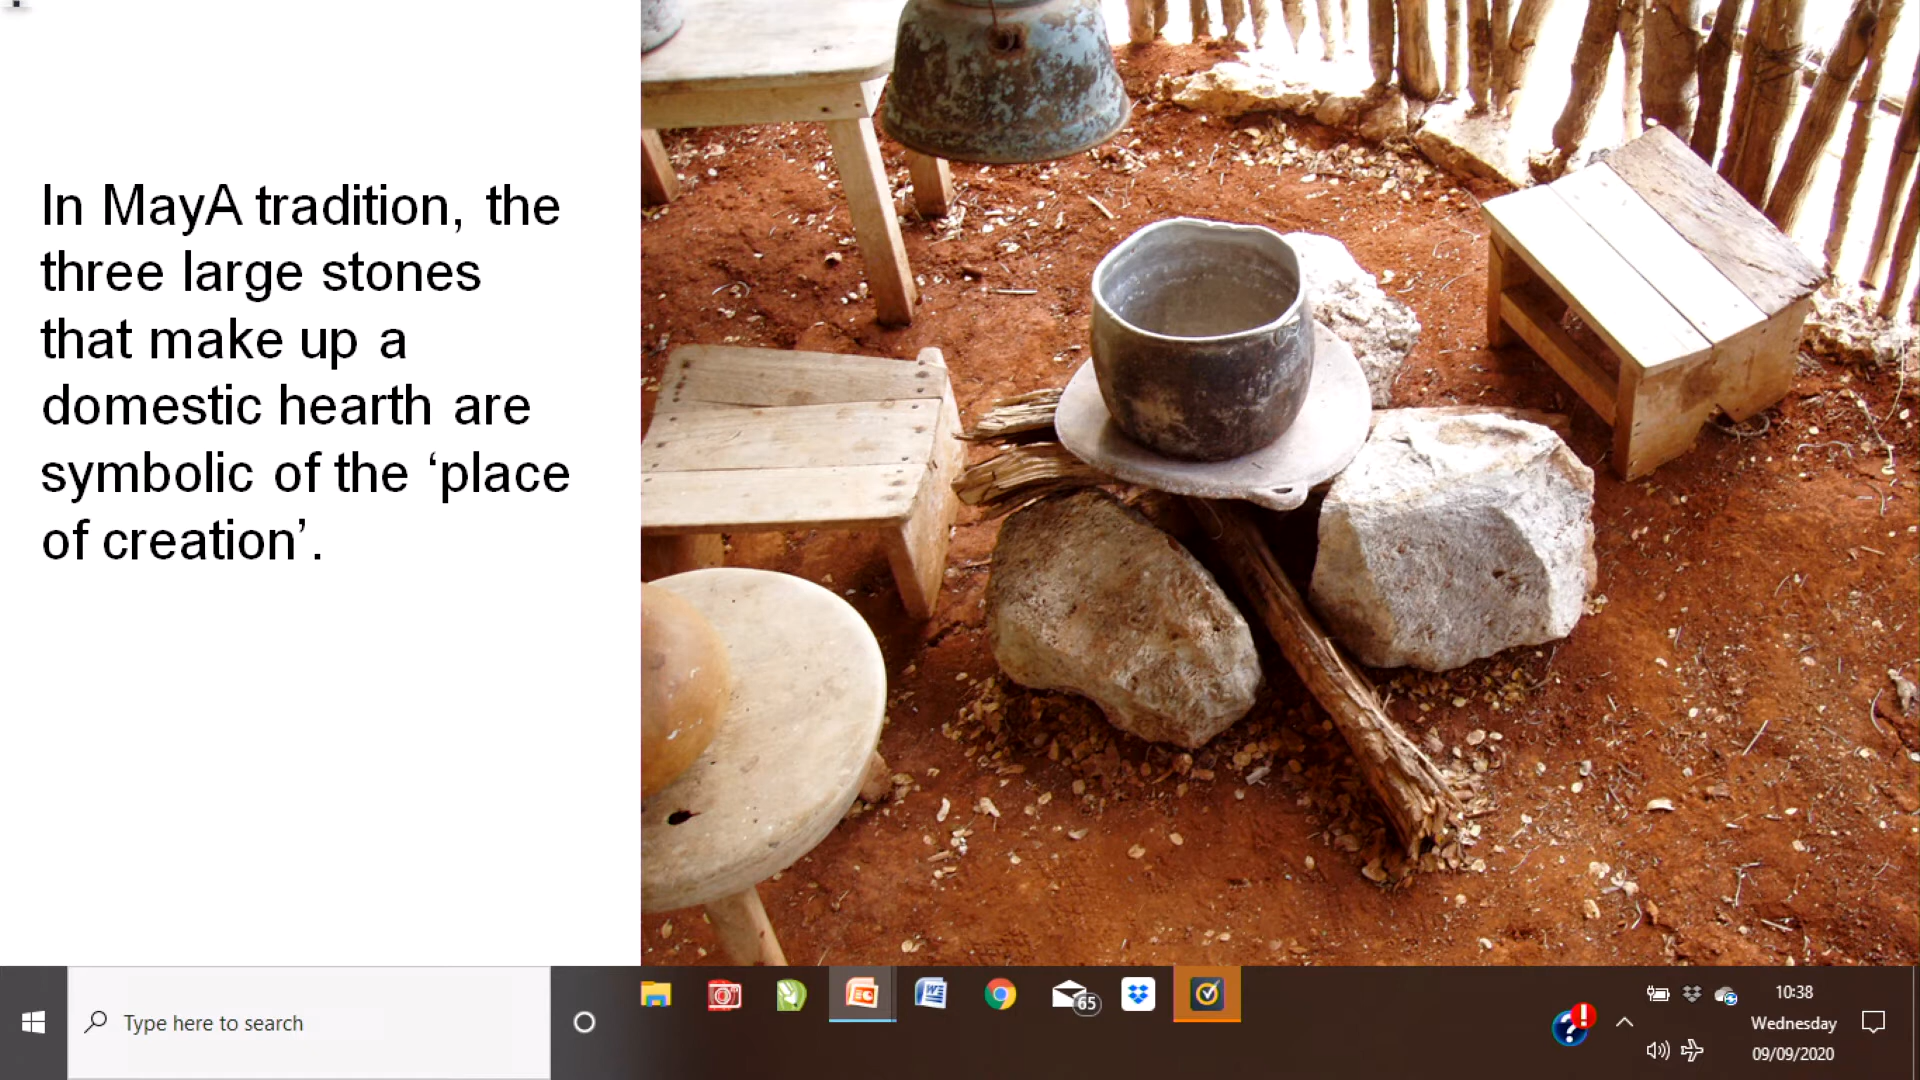 In MayA tradition, the
three large stones
that make up a
domestic hearth are
symbolic of the ‘place
of creation’.
Type here to search
65
10:38
Wednesday
09/09/2020